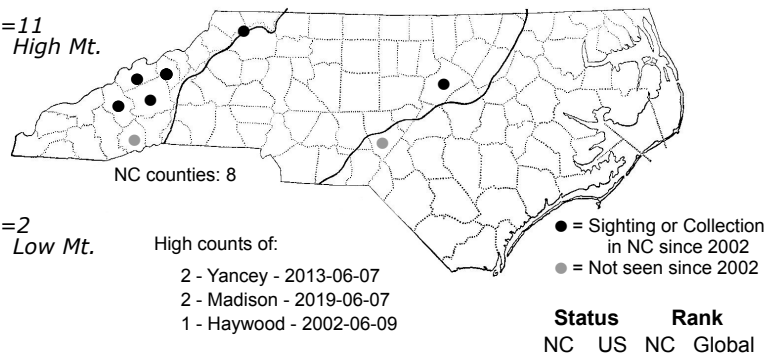 =11
High Mt.
NC counties: 8
=2
Low Mt.
High counts of:
2 - Yancey - 2013-06-07
2 - Madison - 2019-06-07
1 - Haywood - 2002-06-09
= Sighting or Collection
in NC since 2002
= Not seen since 2002
Status Rank
NC US NC Global